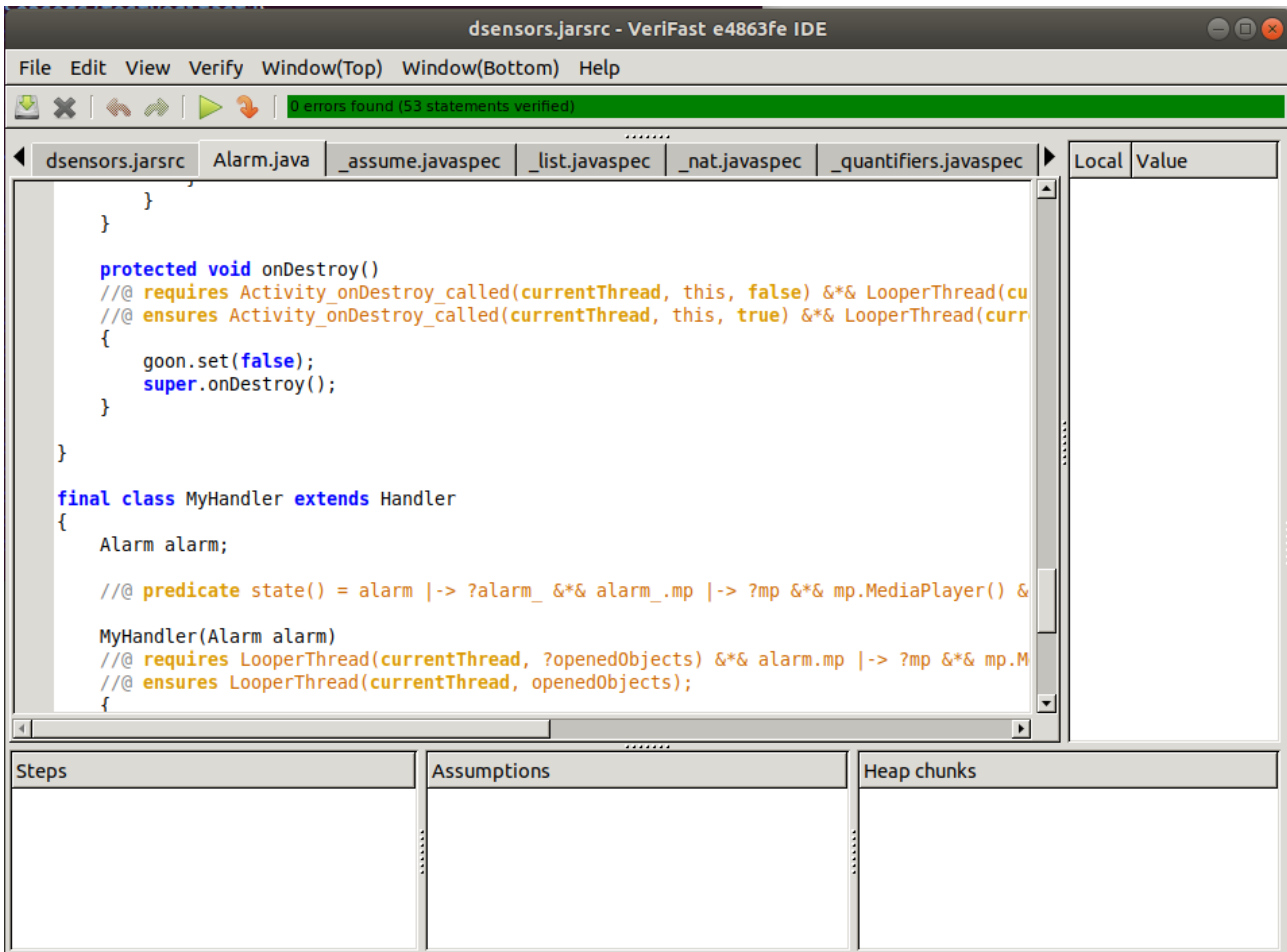 dsensors.jarsrc - VeriFast e4863fe IDE
File Edit View Verify Window(Top) Window(Bottom) Help
0 errors found (53 statements verified)
dsensors.jarsrc Alarm.java _assume.javaspec _list.javaspec _nat.javaspec _quantifiers.javaspec Local Value
}
}
}
protected void onDestroy()
//@ requires Activity_onDestroy_called(currentThread, this, false) &*& LooperThread(cu
//@ ensures Activity_onDestroy_called(currentThread, this, true) &*& LooperThread(curr
{
goon.set(false);
super.onDestroy();
}
}
final class MyHandler extends Handler
{
Alarm alarm;
//@ predicate state() = alarm |-> ?alarm_ &*& alarm_.mp |-> ?mp &*& mp.MediaPlayer() &
MyHandler(Alarm alarm)
//@ requires LooperThread(currentThread, ?openedObjects) &*& alarm.mp |-> ?mp &*& mp.M
//@ ensures LooperThread(currentThread, openedObjects);
{
Steps Assumptions Heap chunks